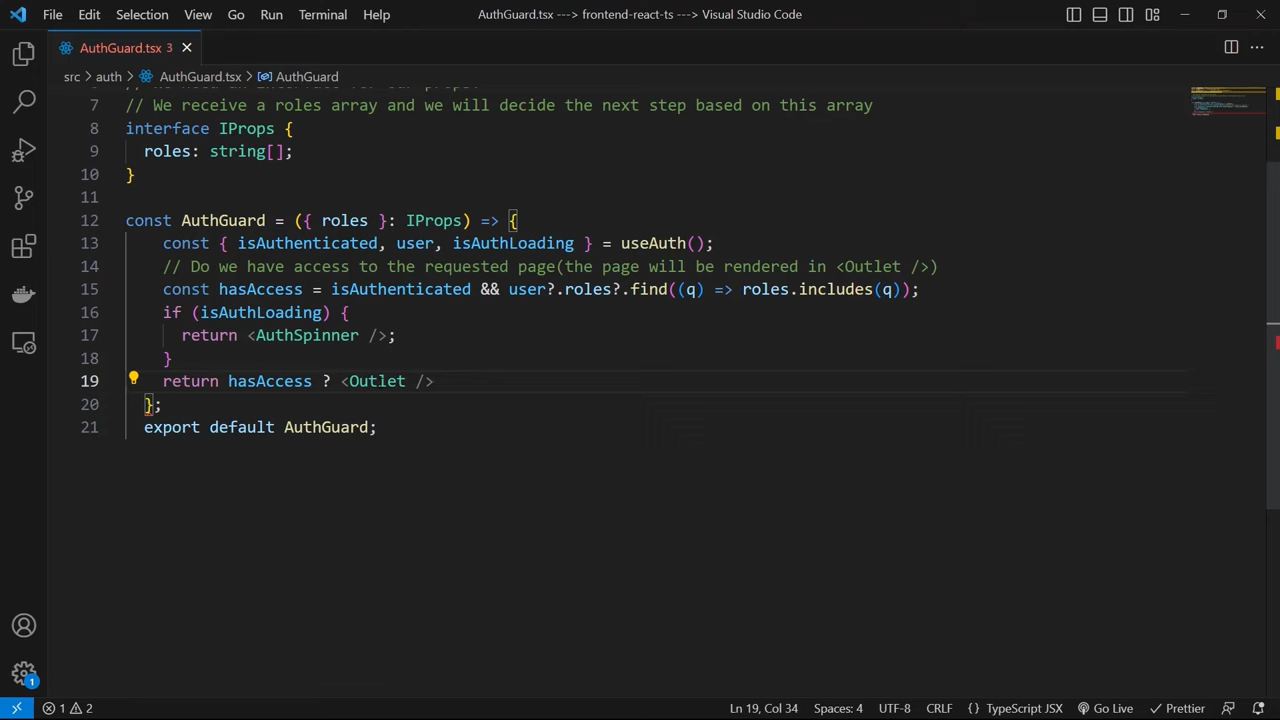 File Edit Selection View Go Run Terminal Help
AuthGuard.tsx ---> frontend-react-ts ---> Visual Studio Code
AuthGuard.tsx 3
src > auth > AuthGuard.tsx > AuthGuard
7 // We receive a roles array and we will decide the next step based on this array
8 interface IProps {
9 roles: string[];
10 }
11
12 const AuthGuard = ({ roles }: IProps) => {
13 const { isAuthenticated, user, isAuthLoading } = useAuth();
14 // Do we have access to the requested page(the page will be rendered in <Outlet />)
15 const hasAccess = isAuthenticated && user?.roles?.find((q) => roles.includes(q));
16 if (isAuthLoading) {
17 return <AuthSpinner />;
18 }
19 return hasAccess ? <Outlet />
20 };
21 export default AuthGuard;
1
1 2 Ln 19, Col 34 Spaces: 4 UTF-8 CRLF {} TypeScript JSX Go Live Prettier